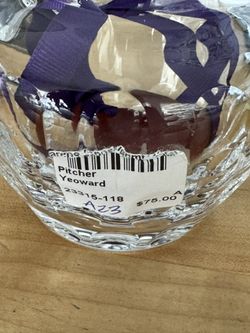 Pitcher
Yeoward
23315-118 A
A23 $75.00